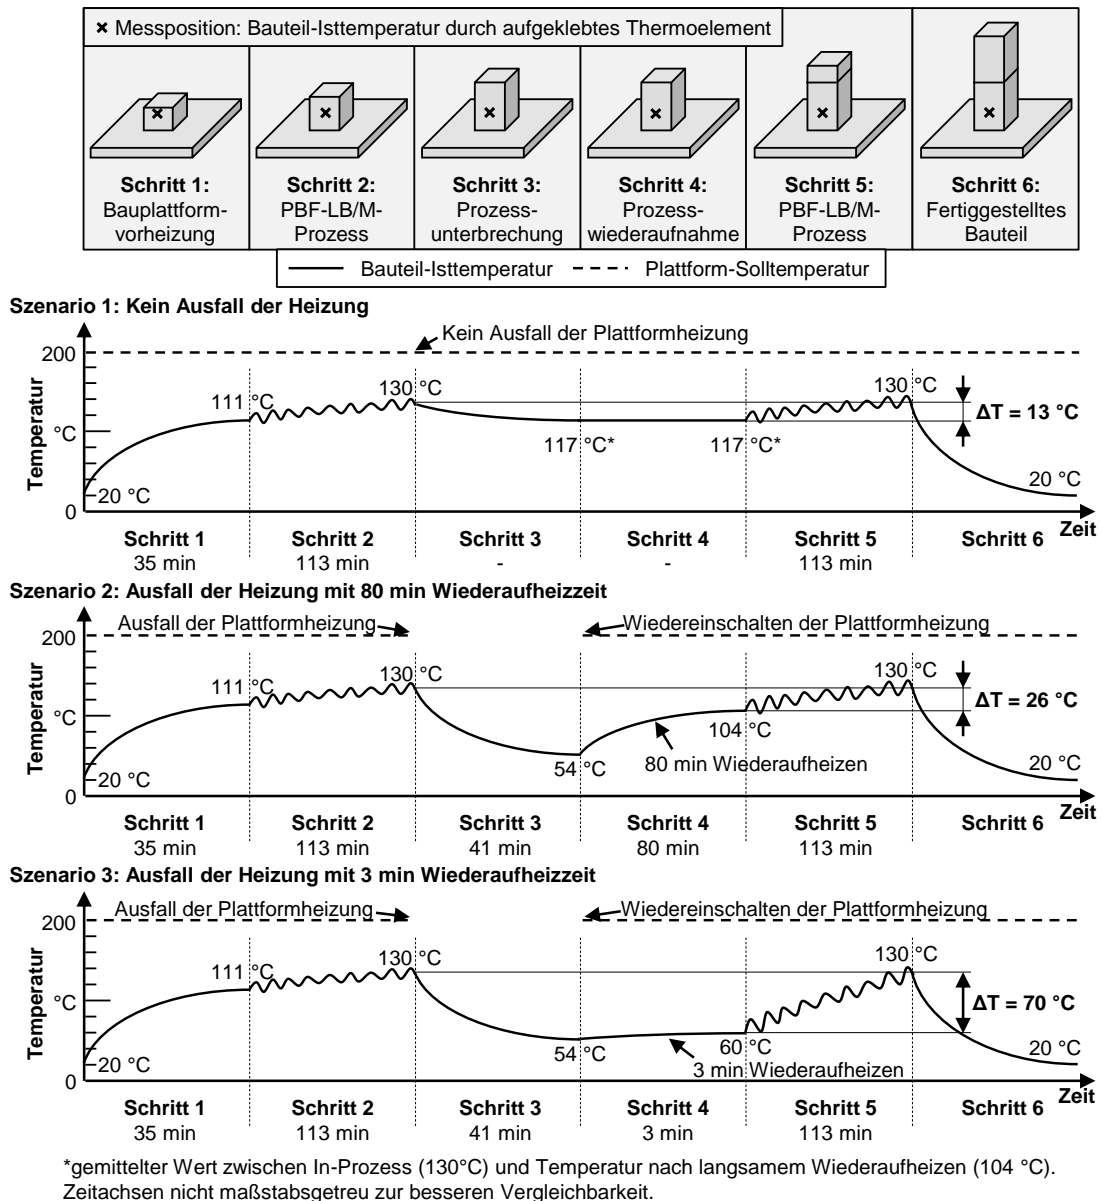 × Messposition: Bauteil-Isttemperatur durch aufgeklebtes Thermoelement
Schritt 1:
Bauplattform-
vorheizung
Schritt 2:
PBF-LB/M-
Prozess
Schritt 3:
Prozess-
unterbrechung
Schritt 4:
Prozess-
wiederaufnahme
Schritt 5:
PBF-LB/M-
Prozess
Schritt 6:
Fertiggestelltes
Bauteil
Bauteil-Isttemperatur
Plattform-Solltemperatur
Szenario 1: Kein Ausfall der Heizung
Kein Ausfall der Plattformheizung
Temperatur
200
°C
0
20 °C
111 °C
130 °C
117 °C*
117 °C*
130 °C
ΔT = 13 °C
20 °C
Zeit
Schritt 1
35 min
Schritt 2
113 min
Schritt 3
-
Schritt 4
-
Schritt 5
113 min
Schritt 6
Szenario 2: Ausfall der Heizung mit 80 min Wiederaufheizzeit
Ausfall der Plattformheizung
Wiedereinschalten der Plattformheizung
Temperatur
200
°C
0
20 °C
111 °C
130 °C
54 °C
104 °C
80 min Wiederaufheizen
130 °C
ΔT = 26 °C
20 °C
Zeit
Schritt 1
35 min
Schritt 2
113 min
Schritt 3
41 min
Schritt 4
80 min
Schritt 5
113 min
Schritt 6
Szenario 3: Ausfall der Heizung mit 3 min Wiederaufheizzeit
Ausfall der Plattformheizung
Wiedereinschalten der Plattformheizung
Temperatur
200
°C
0
20 °C
111 °C
130 °C
54 °C
60 °C
3 min Wiederaufheizen
130 °C
ΔT = 70 °C
20 °C
Zeit
Schritt 1
35 min
Schritt 2
113 min
Schritt 3
41 min
Schritt 4
3 min
Schritt 5
113 min
Schritt 6
*gemittelter Wert zwischen In-Prozess (130°C) und Temperatur nach langsamem Wiederaufheizen (104 °C).
Zeitachsen nicht maßstabsgetreu zur besseren Vergleichbarkeit.